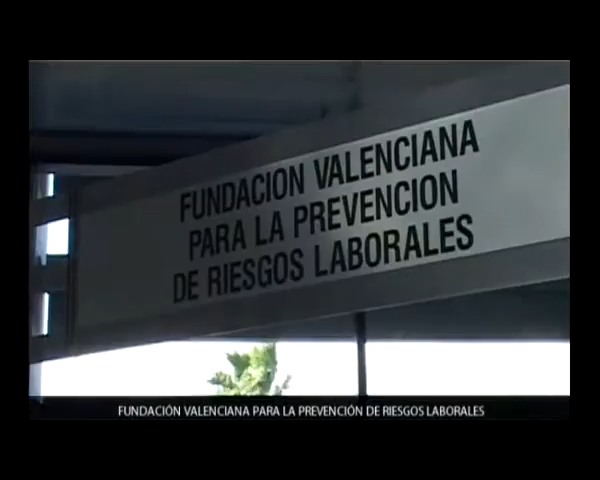 FUNDACION VALENCIANA
PARA LA PREVENCION
DE RIESGOS LABORALES
FUNDACIÓN VALENCIANA PARA LA PREVENCIÓN DE RIESGOS LABORALES